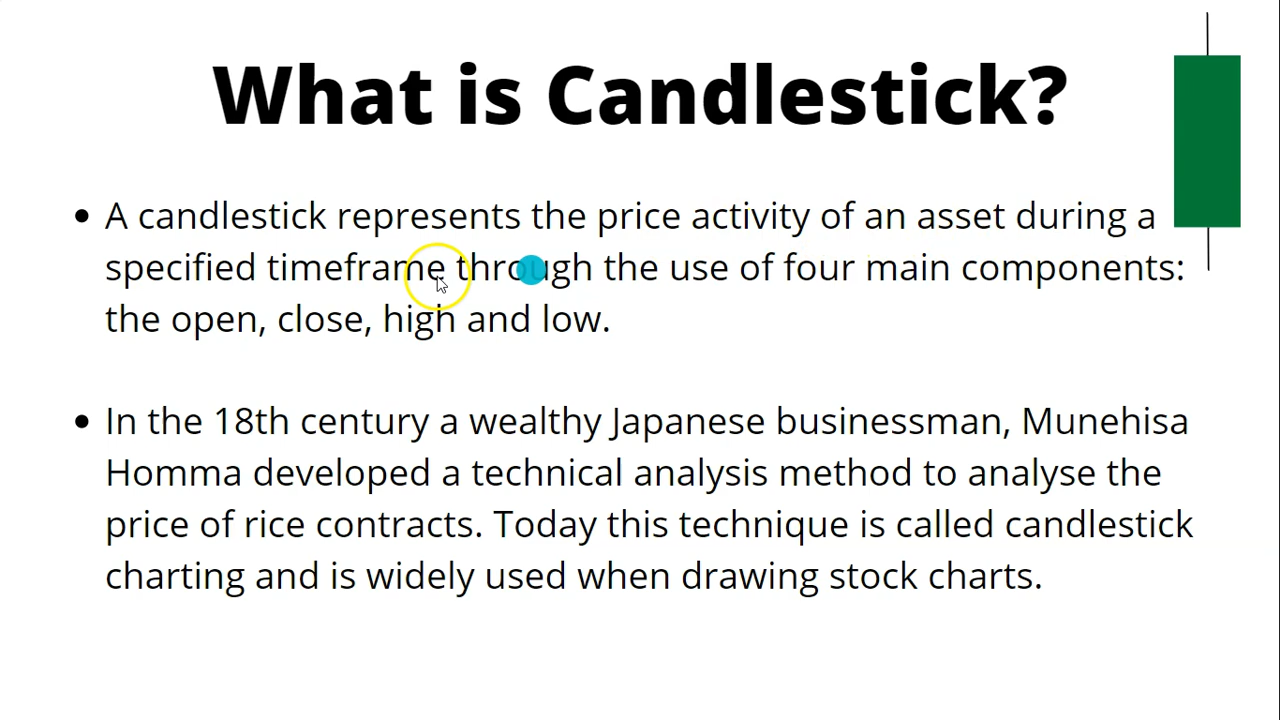 What is Candlestick?
• A candlestick represents the price activity of an asset during a
specified timeframe through the use of four main components:
the open, close, high and low.
• In the 18th century a wealthy Japanese businessman, Munehisa
Homma developed a technical analysis method to analyse the
price of rice contracts. Today this technique is called candlestick
charting and is widely used when drawing stock charts.